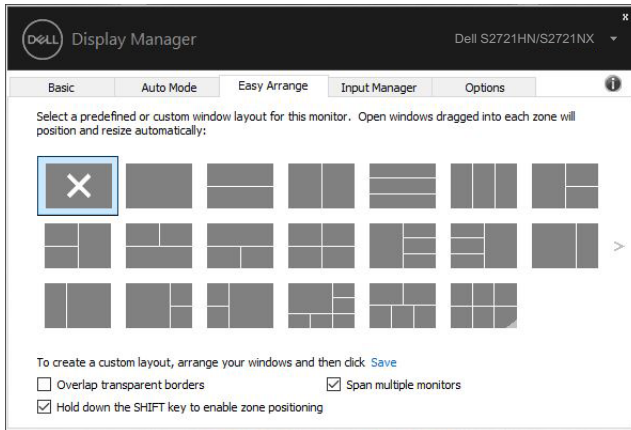 x
DELL Display Manager Dell S2721HN/S2721NX
Basic Auto Mode Easy Arrange Input Manager Options i
Select a predefined or custom window layout for this monitor. Open windows dragged into each zone will
position and resize automatically:
To create a custom layout, arrange your windows and then click Save
Overlap transparent borders Span multiple monitors
Hold down the SHIFT key to enable zone positioning